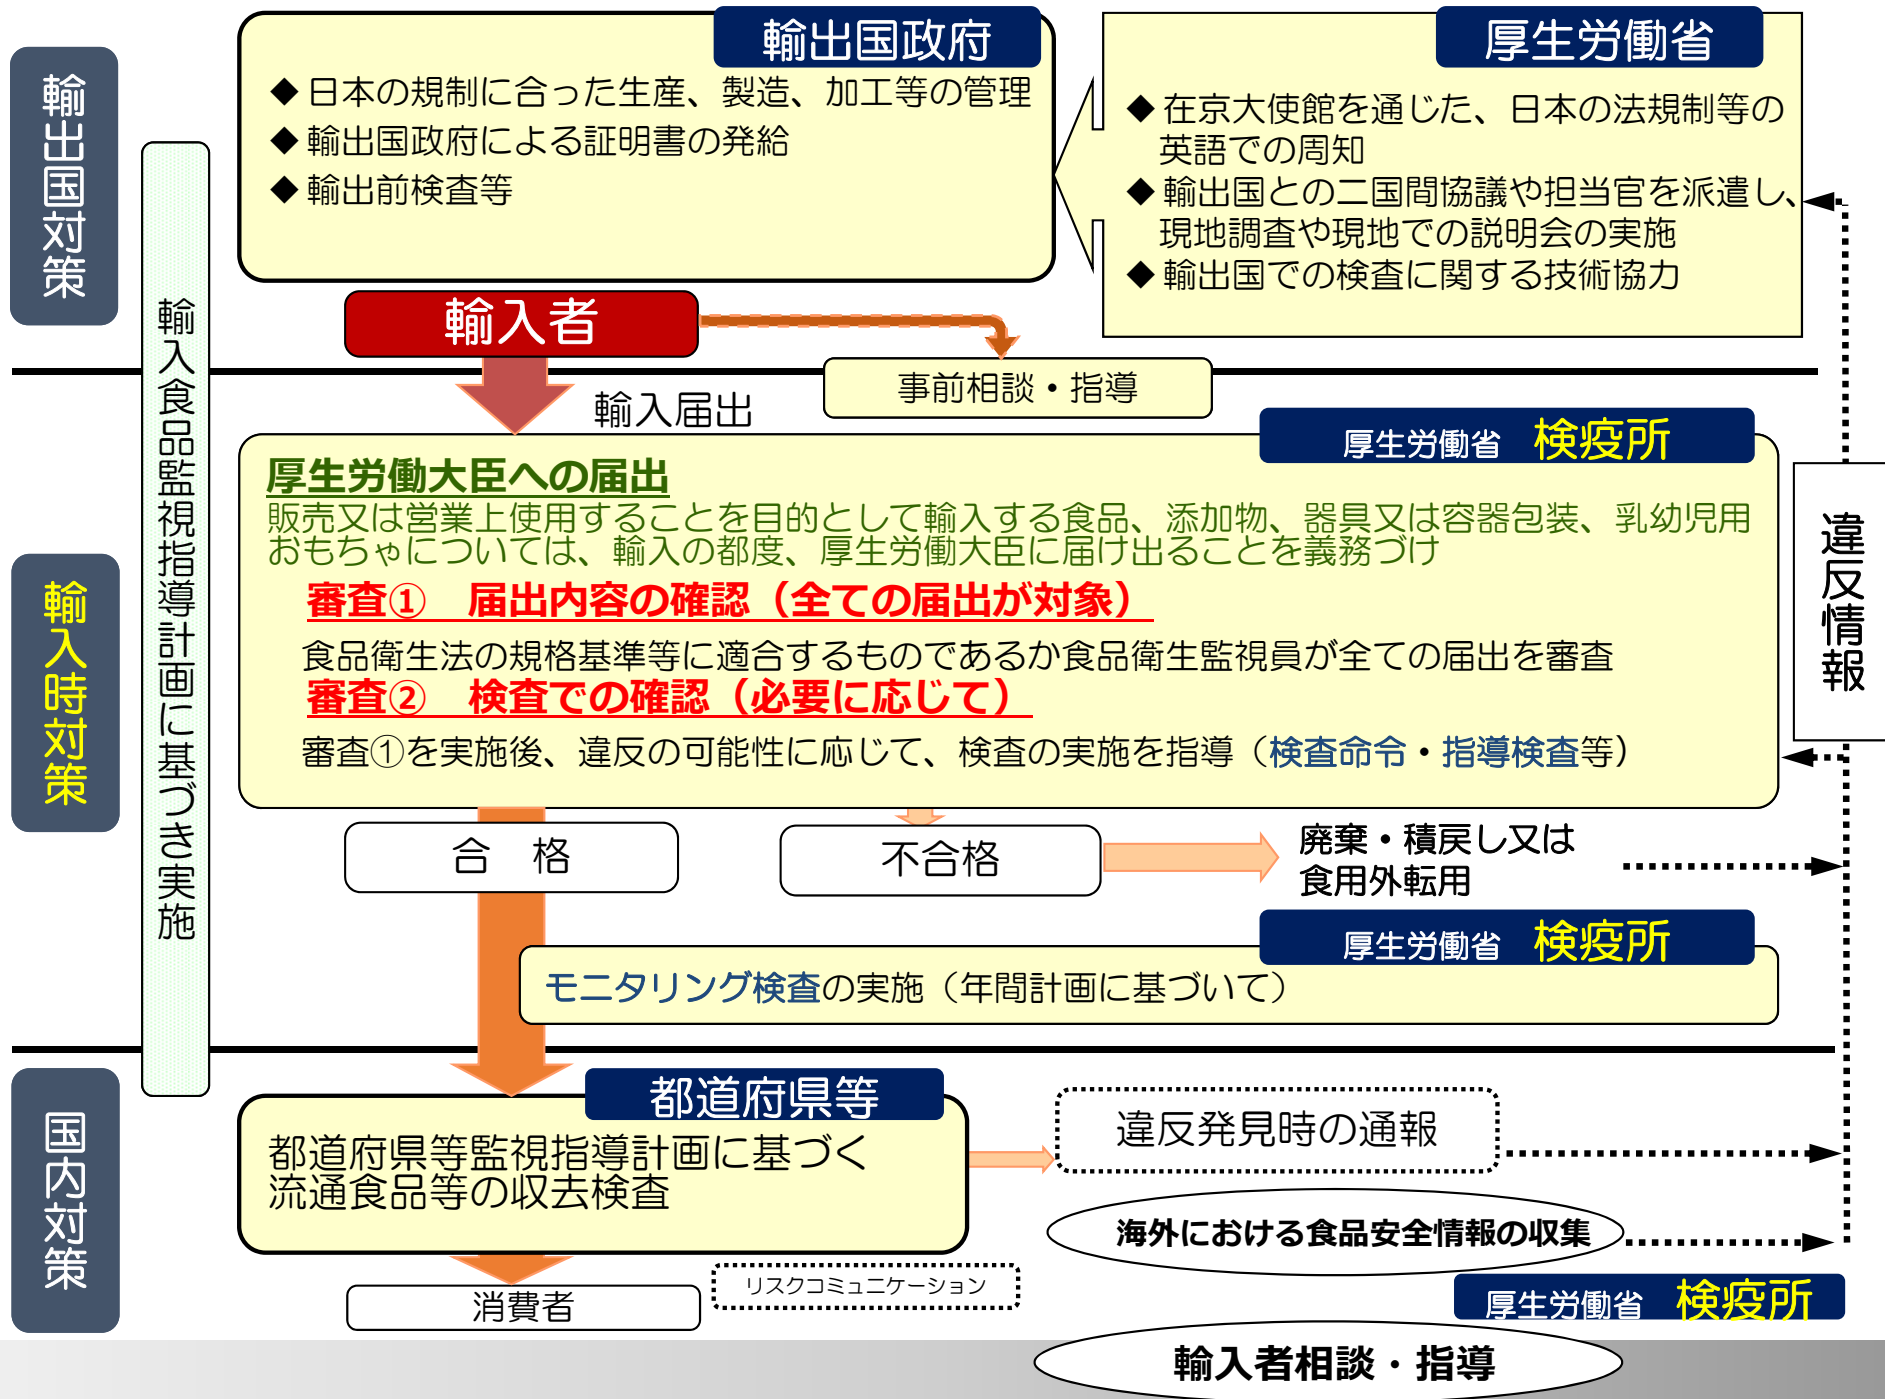 輸出国対策
輸出国政府
◆ 日本の規制に合った生産、製造、加工等の管理
◆ 輸出国政府による証明書の発給
◆ 輸出前検査等
厚生労働省
◆ 在京大使館を通じた、日本の法規制等の
英語での周知
◆ 輸出国との二国間協議や担当官を派遣し、
現地調査や現地での説明会の実施
◆ 輸出国での検査に関する技術協力
輸入食品監視指導計画に基づき実施
輸入者
事前相談・指導
輸入届出
輸入時対策
厚生労働省 検疫所
厚生労働大臣への届出
販売又は営業上使用することを目的として輸入する食品、添加物、器具又は容器包装、乳幼児用
おもちゃについては、輸入の都度、厚生労働大臣に届け出ることを義務づけ
審査① 届出内容の確認（全ての届出が対象）
食品衛生法の規格基準等に適合するものであるか食品衛生監視員が全ての届出を審査
審査② 検査での確認（必要に応じて）
審査①を実施後、違反の可能性に応じて、検査の実施を指導（検査命令・指導検査等）
違反情報
合 格
不合格
廃棄・積戻し又は
食用外転用
厚生労働省 検疫所
モニタリング検査の実施（年間計画に基づいて）
国内対策
都道府県等
都道府県等監視指導計画に基づく
流通食品等の収去検査
違反発見時の通報
海外における食品安全情報の収集
リスクコミュニケーション
消費者
厚生労働省 検疫所
輸入者相談・指導